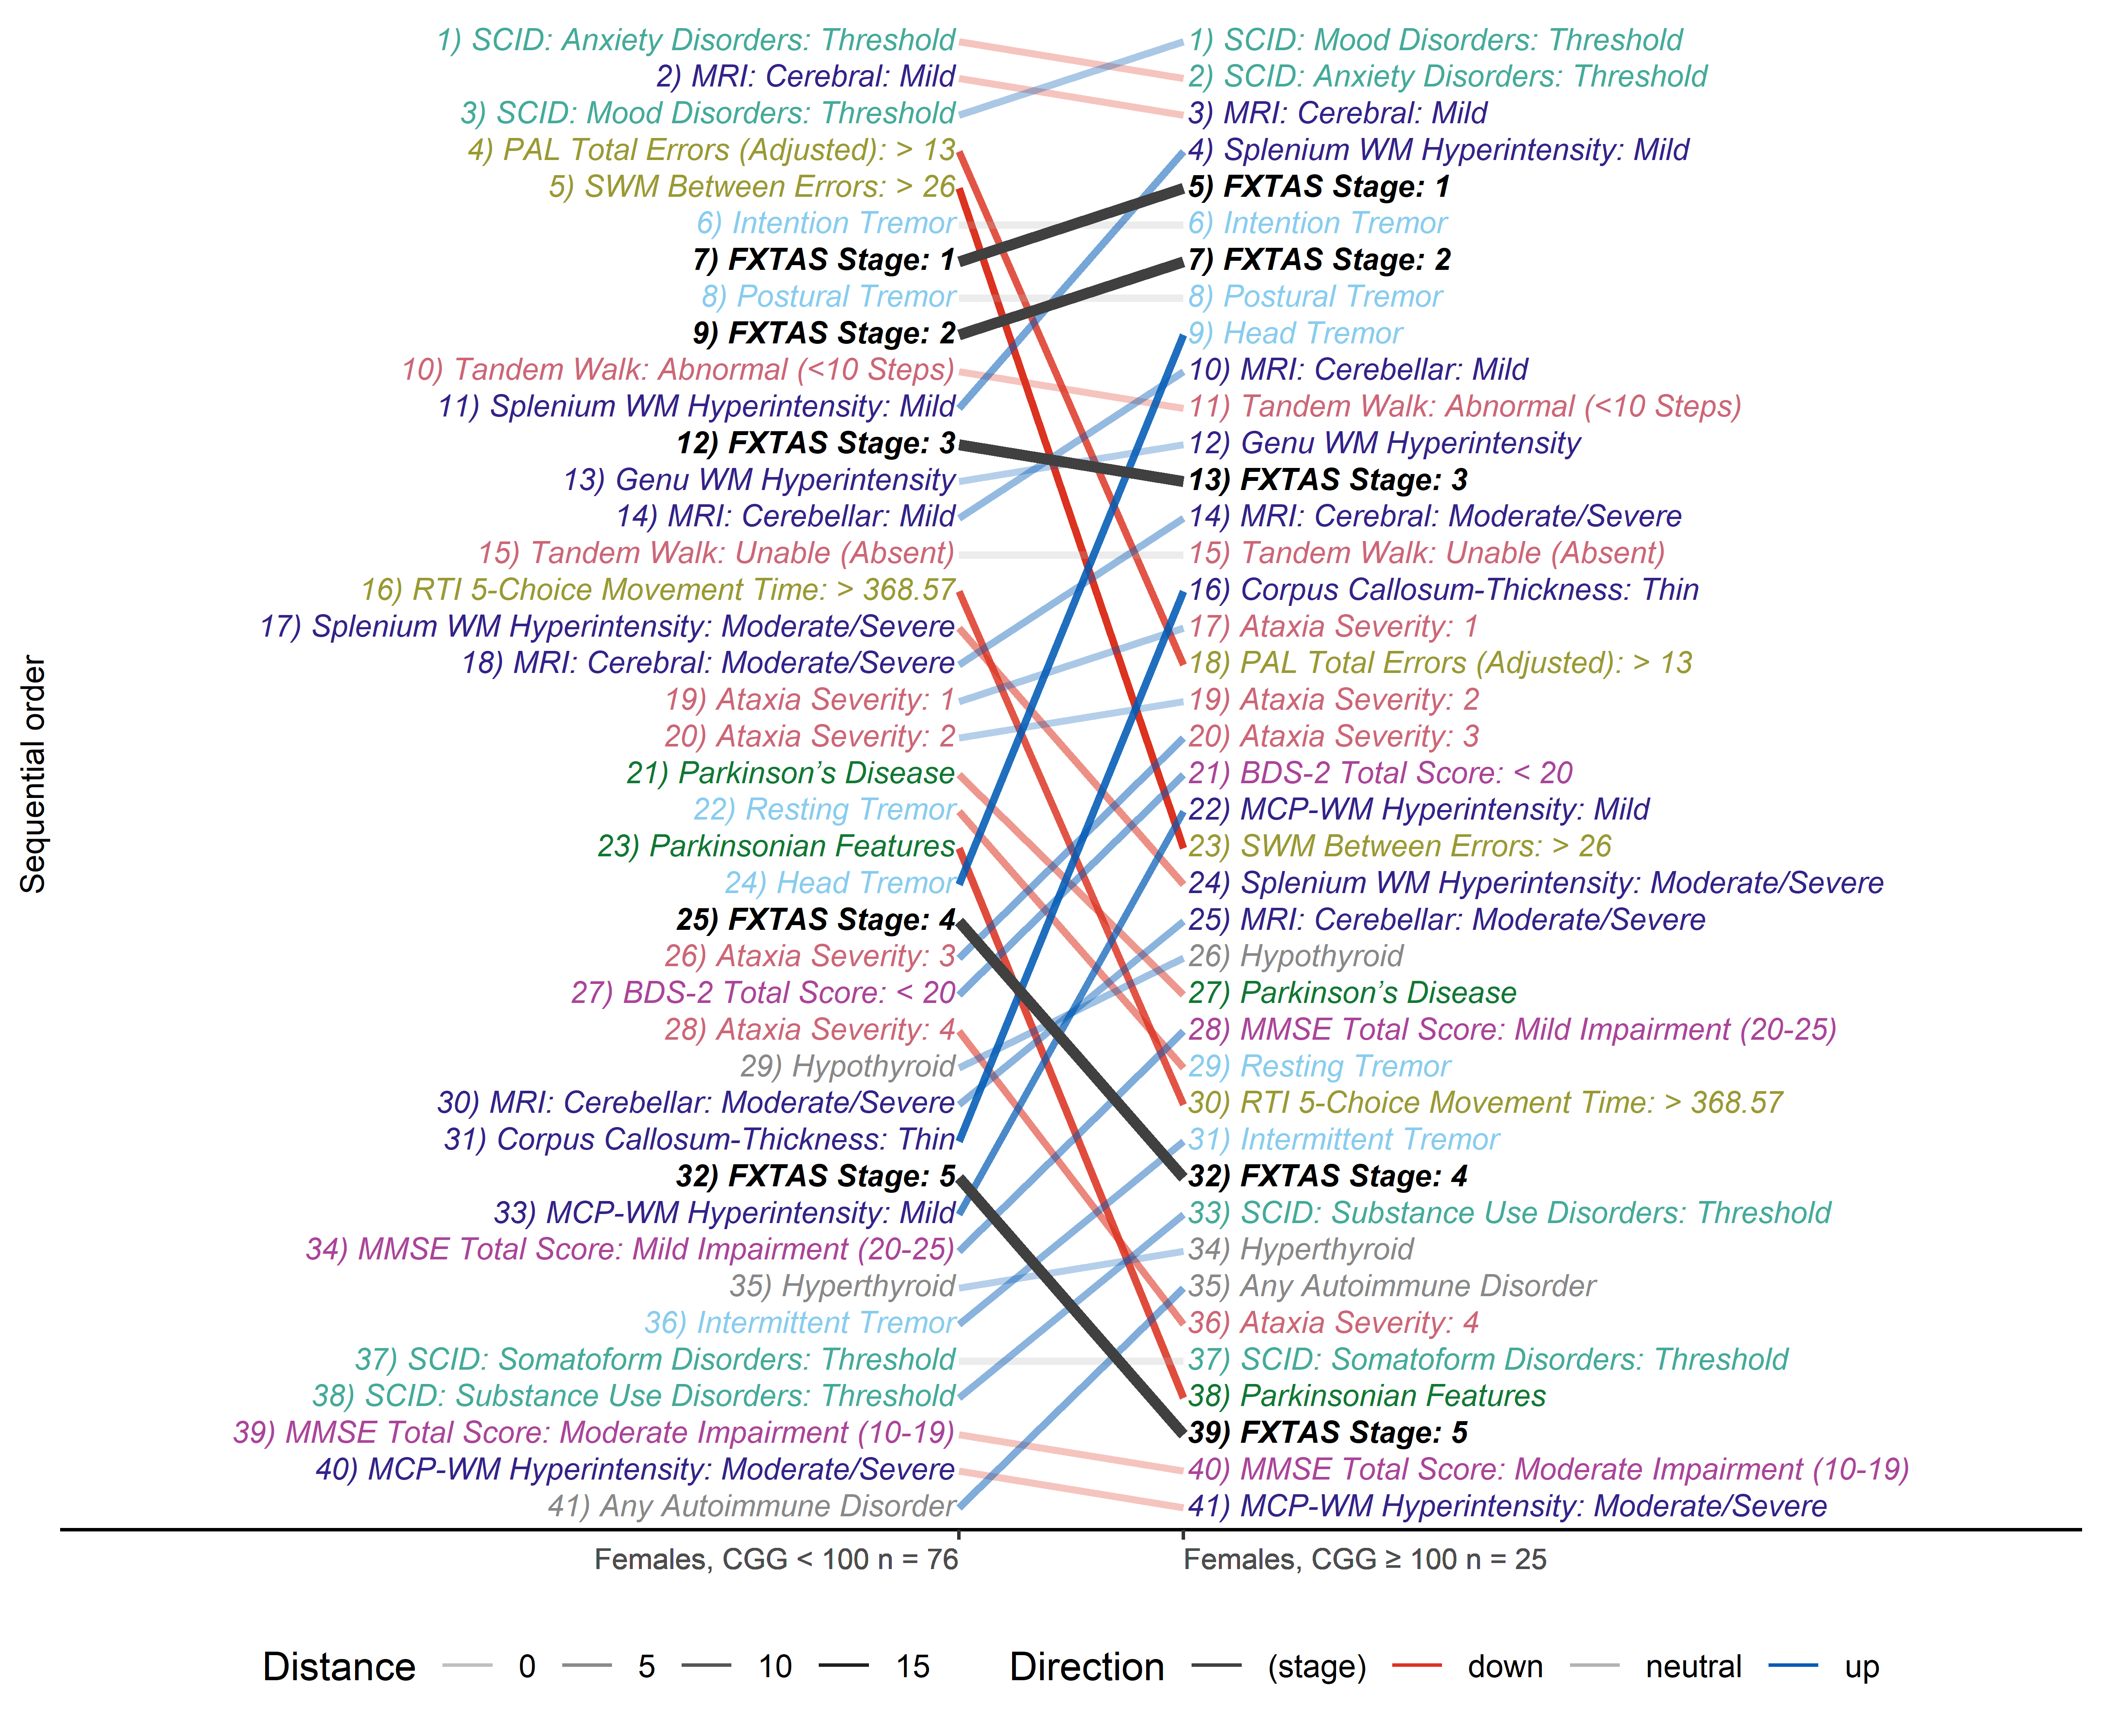 Sequential order
1) SCID: Anxiety Disorders: Threshold
2) MRI: Cerebral: Mild
3) SCID: Mood Disorders: Threshold
4) PAL Total Errors (Adjusted): > 13
5) SWM Between Errors: > 26
6) Intention Tremor
7) FXTAS Stage: 1
8) Postural Tremor
9) FXTAS Stage: 2
10) Tandem Walk: Abnormal (<10 Steps)
11) Splenium WM Hyperintensity: Mild
12) FXTAS Stage: 3
13) Genu WM Hyperintensity
14) MRI: Cerebellar: Mild
15) Tandem Walk: Unable (Absent)
16) RTI 5-Choice Movement Time: > 368.57
17) Splenium WM Hyperintensity: Moderate/Severe
18) MRI: Cerebral: Moderate/Severe
19) Ataxia Severity: 1
20) Ataxia Severity: 2
21) Parkinson’s Disease
22) Resting Tremor
23) Parkinsonian Features
24) Head Tremor
25) FXTAS Stage: 4
26) Ataxia Severity: 3
27) BDS-2 Total Score: < 20
28) Ataxia Severity: 4
29) Hypothyroid
30) MRI: Cerebellar: Moderate/Severe
31) Corpus Callosum-Thickness: Thin
32) FXTAS Stage: 5
33) MCP-WM Hyperintensity: Mild
34) MMSE Total Score: Mild Impairment (20-25)
35) Hyperthyroid
36) Intermittent Tremor
37) SCID: Somatoform Disorders: Threshold
38) SCID: Substance Use Disorders: Threshold
39) MMSE Total Score: Moderate Impairment (10-19)
40) MCP-WM Hyperintensity: Moderate/Severe
41) Any Autoimmune Disorder
1) SCID: Mood Disorders: Threshold
2) SCID: Anxiety Disorders: Threshold
3) MRI: Cerebral: Mild
4) Splenium WM Hyperintensity: Mild
5) FXTAS Stage: 1
6) Intention Tremor
7) FXTAS Stage: 2
8) Postural Tremor
9) Head Tremor
10) MRI: Cerebellar: Mild
11) Tandem Walk: Abnormal (<10 Steps)
12) Genu WM Hyperintensity
13) FXTAS Stage: 3
14) MRI: Cerebral: Moderate/Severe
15) Tandem Walk: Unable (Absent)
16) Corpus Callosum-Thickness: Thin
17) Ataxia Severity: 1
18) PAL Total Errors (Adjusted): > 13
19) Ataxia Severity: 2
20) Ataxia Severity: 3
21) BDS-2 Total Score: < 20
22) MCP-WM Hyperintensity: Mild
23) SWM Between Errors: > 26
24) Splenium WM Hyperintensity: Moderate/Severe
25) MRI: Cerebellar: Moderate/Severe
26) Hypothyroid
27) Parkinson’s Disease
28) MMSE Total Score: Mild Impairment (20-25)
29) Resting Tremor
30) RTI 5-Choice Movement Time: > 368.57
31) Intermittent Tremor
32) FXTAS Stage: 4
33) SCID: Substance Use Disorders: Threshold
34) Hyperthyroid
35) Any Autoimmune Disorder
36) Ataxia Severity: 4
37) SCID: Somatoform Disorders: Threshold
38) Parkinsonian Features
39) FXTAS Stage: 5
40) MMSE Total Score: Moderate Impairment (10-19)
41) MCP-WM Hyperintensity: Moderate/Severe
Females, CGG < 100 n = 76
Females, CGG ≥ 100 n = 25
Distance 0 5 10 15
Direction (stage) down neutral up